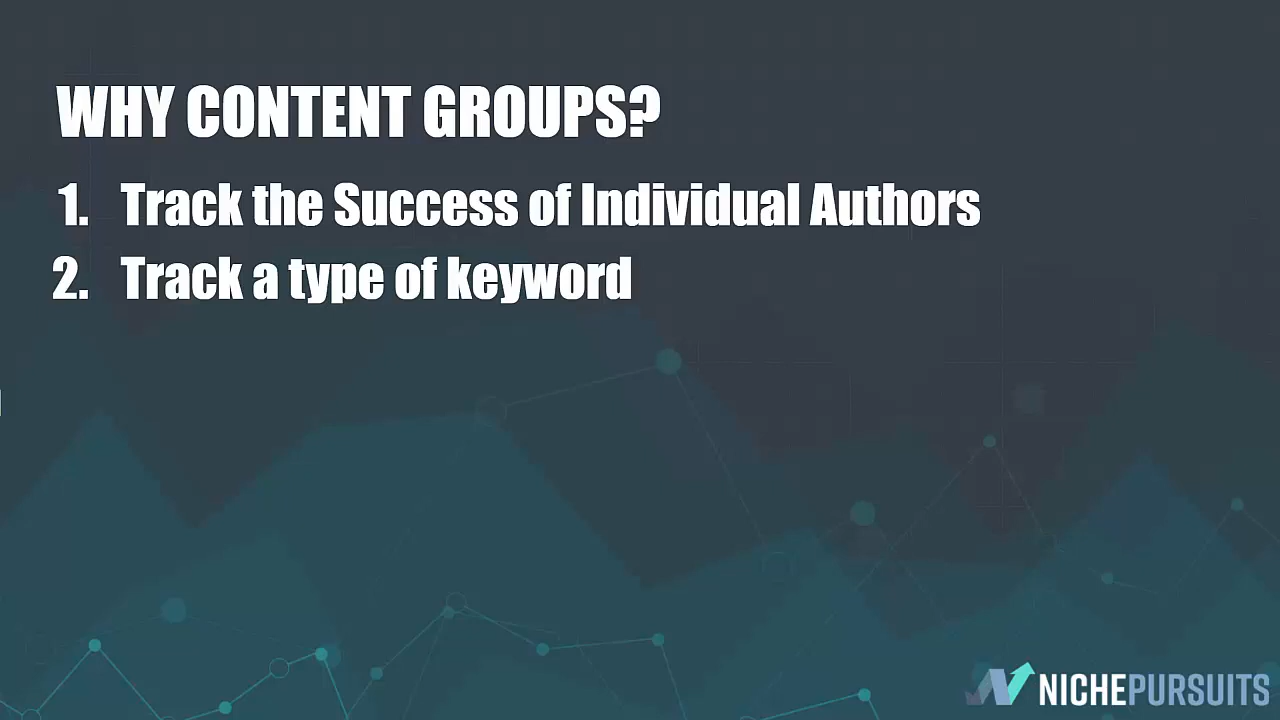 WHY CONTENT GROUPS?
1. Track the Success of Individual Authors
2. Track a type of keyword
NICHEPURSUITS